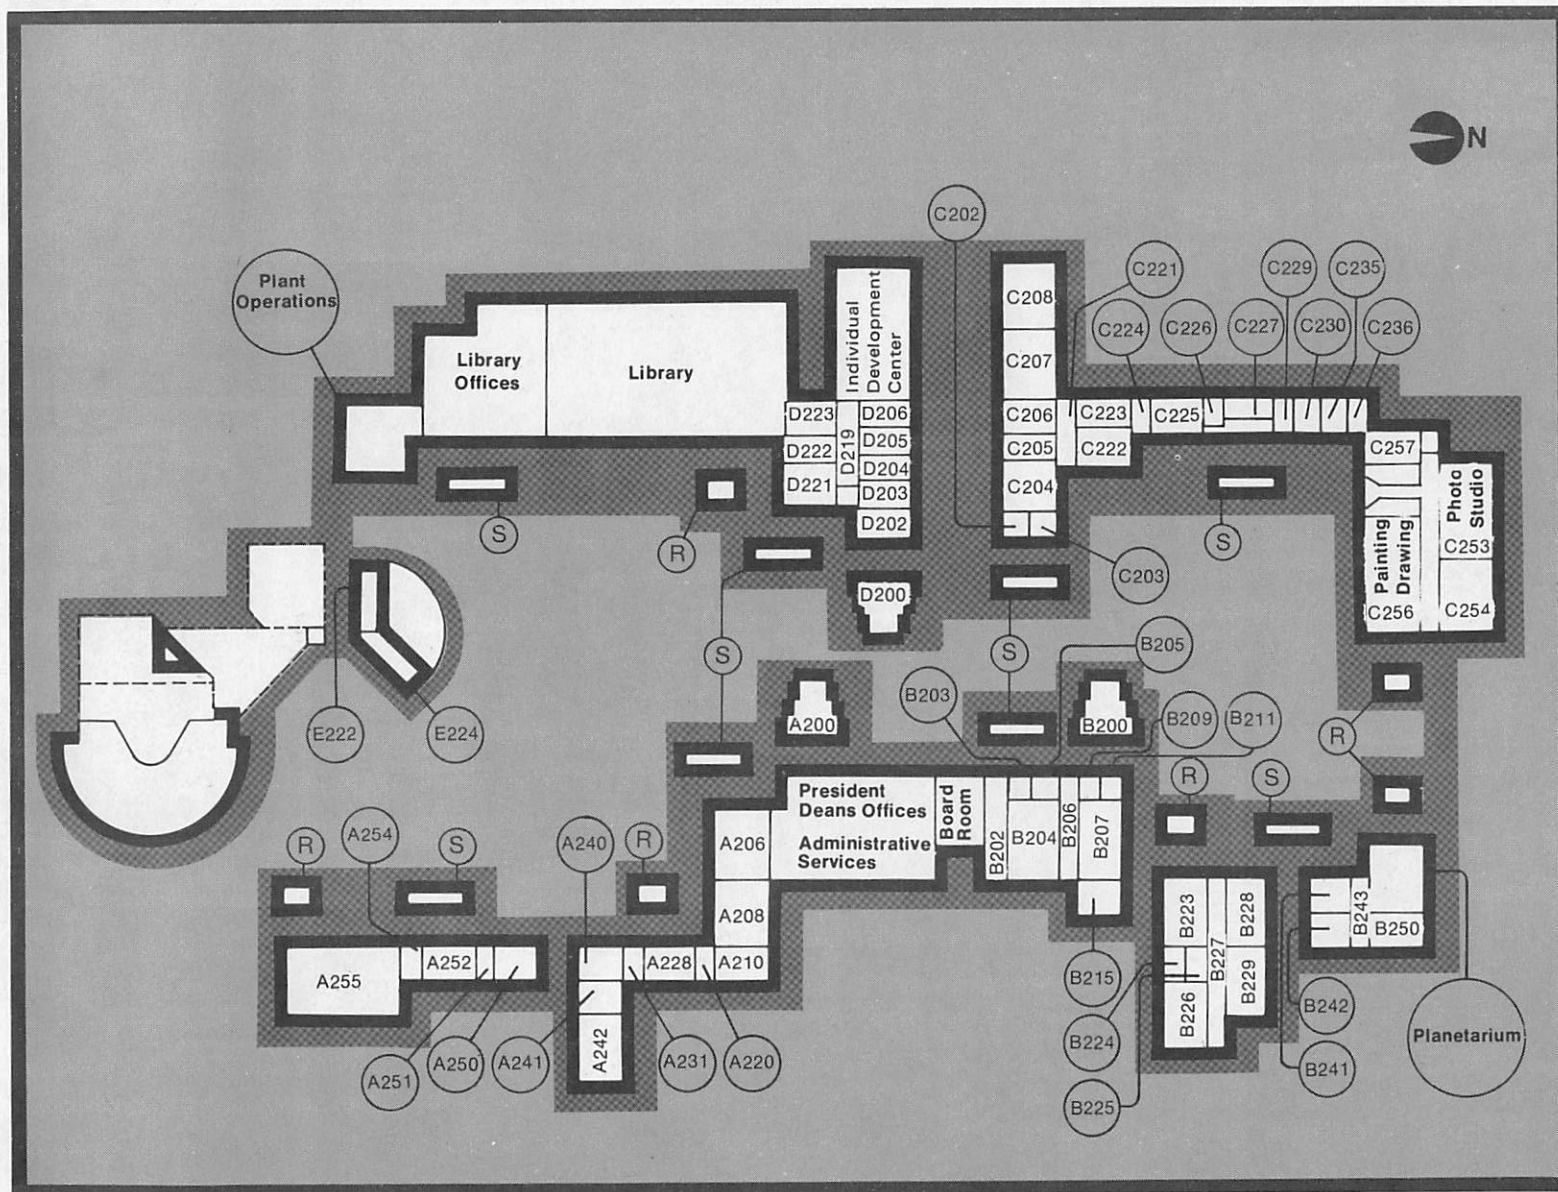 N
C202
Plant
Operations
C221
C229
C235
C208
Individual
Development
Center
C224
C226
C227
C230
C236
Library
Offices
Library
C207
D223
D219
D206
C206
C223
C225
D222
D205
C205
C222
C257
D221
D204
C204
D203
D202
Photo
Studio
C253
S
R
S
Painting
Drawing
C256
C254
C203
D200
S
S
B205
B203
B209
B211
E222
E224
A200
B200
R
R
S
President
Deans Offices
Administrative
Services
Board
Room
B202
B204
B206
B207
A206
R
A254
S
A240
R
A208
B223
B228
B243
B250
B227
A255
A252
A228
A210
B215
B226
B229
B242
B224
Planetarium
A242
A251
A250
A241
A231
A220
B241
B225